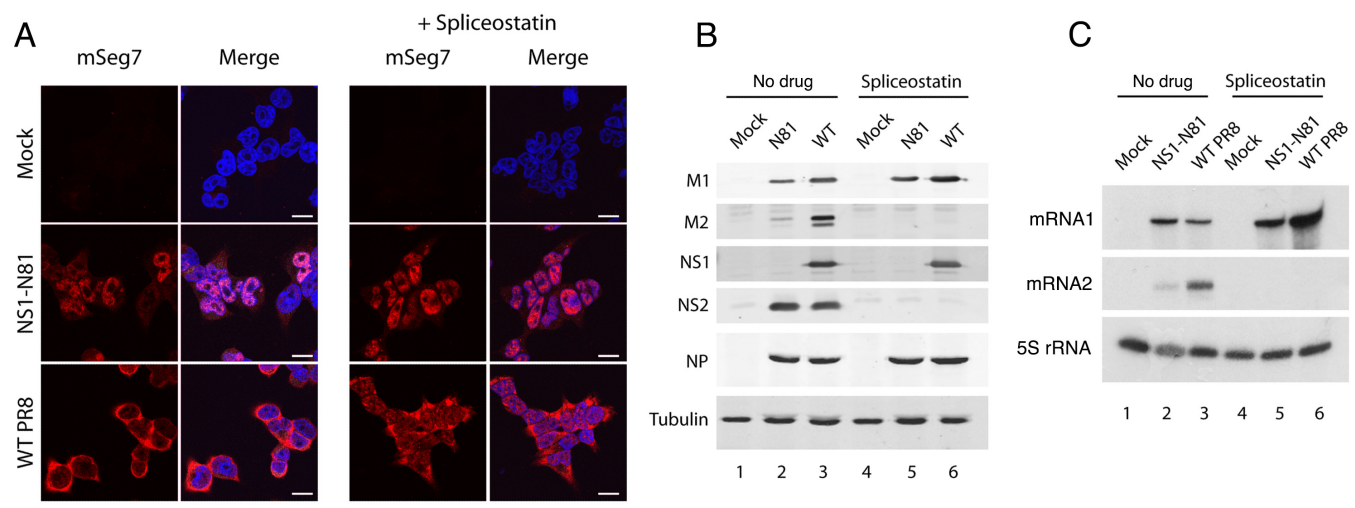 A
+ Spliceostatin
mSeg7 Merge mSeg7 Merge
Mock
NS1-N81
WT PR8
B
No drug Spliceostatin
Mock N81 WT Mock N81 WT
M1
M2
NS1
NS2
NP
Tubulin
1 2 3 4 5 6
C
No drug Spliceostatin
Mock NS1-N81 WT PR8 Mock NS1-N81 WT PR8
mRNA1
mRNA2
5S rRNA
1 2 3 4 5 6